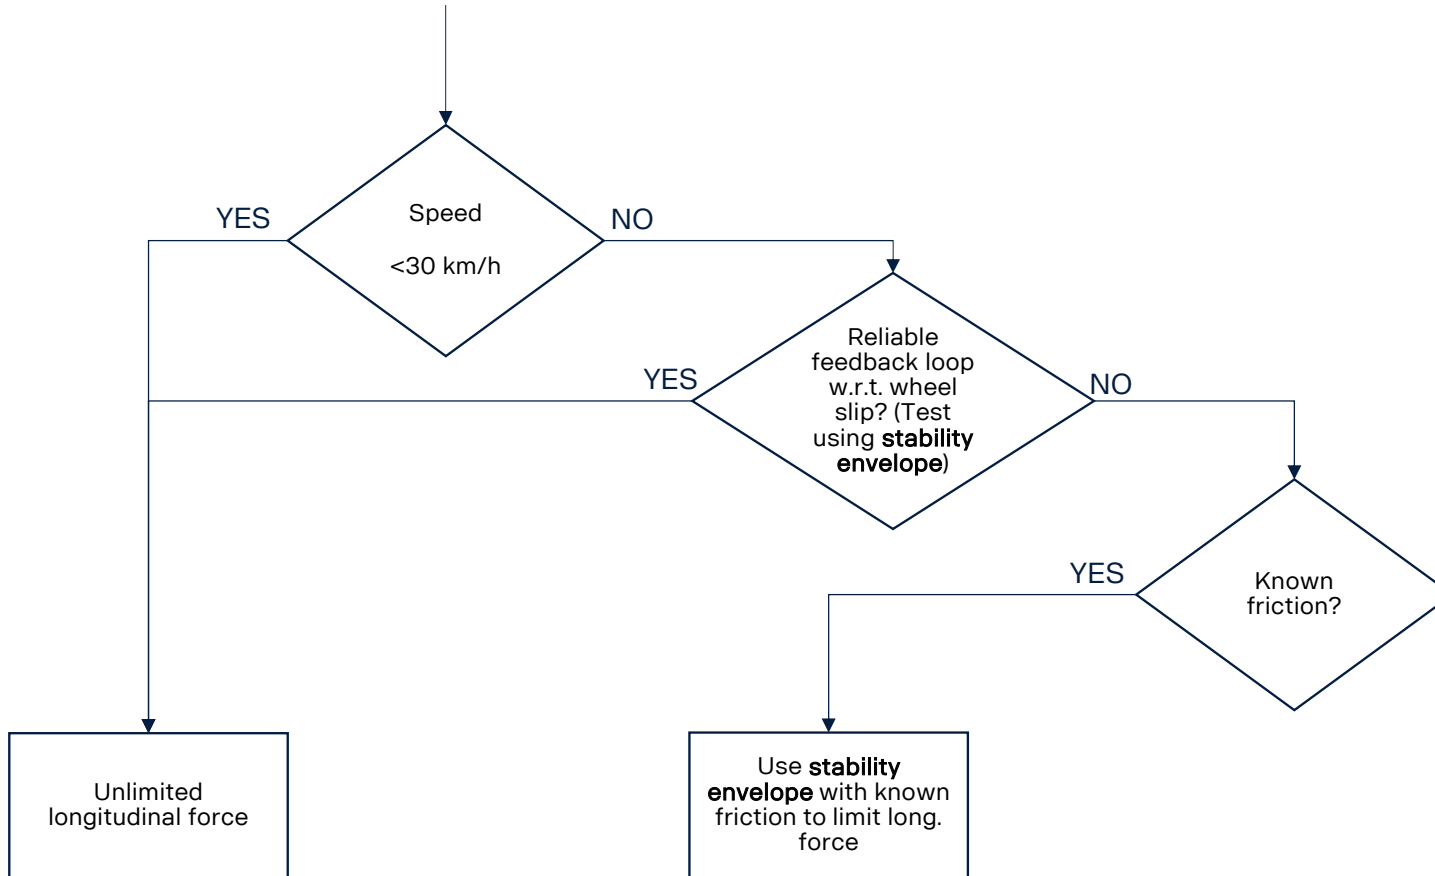 Speed
<30 km/h
YES
NO
Reliable
feedback loop
w.r.t. wheel
slip? (Test
using stability
envelope)
YES
NO
Known
friction?
YES
Unlimited
longitudinal force
Use stability
envelope with known
friction to limit long.
force